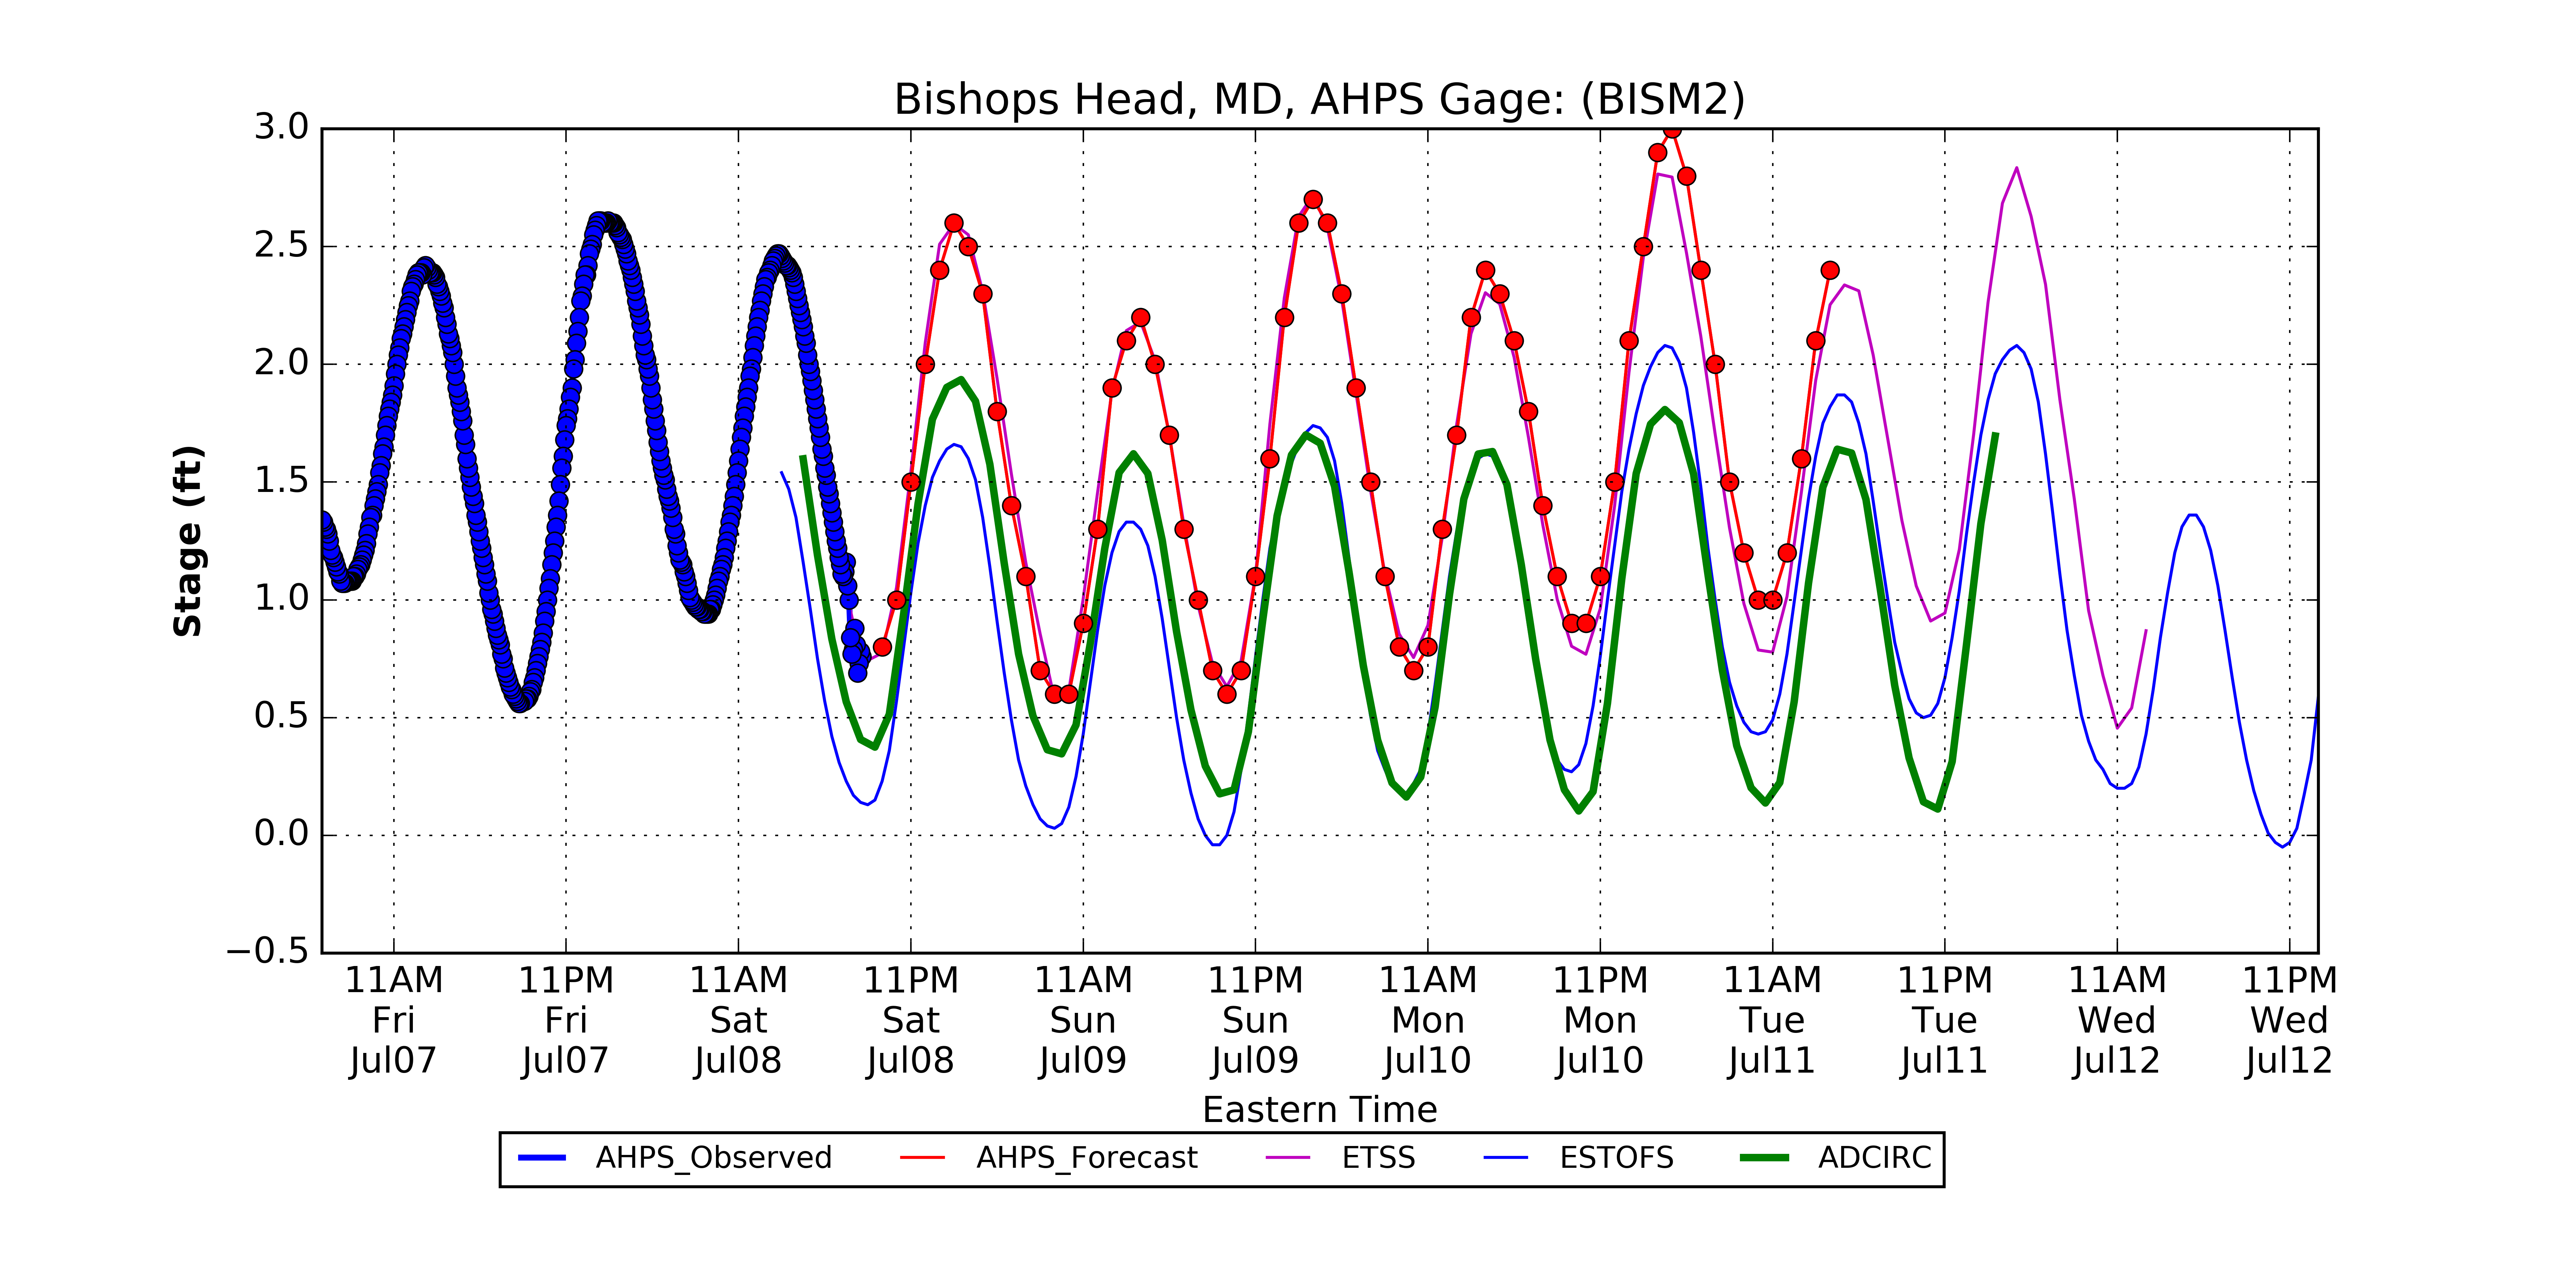 Bishops Head, MD, AHPS Gage: (BISM2)
3.0
2.5
2.0
1.5
1.0
0.5
0.0
−0.5
Stage (ft)
11AM 11PM 11AM 11PM 11AM 11PM 11AM 11PM 11AM 11PM 11AM 11PM
Fri Fri Sat Sat Sun Sun Mon Mon Tue Tue Wed Wed
Jul07 Jul07 Jul08 Jul08 Jul09 Jul09 Jul10 Jul10 Jul11 Jul11 Jul12 Jul12
Eastern Time
AHPS_Observed AHPS_Forecast ETSS ESTOFS ADCIRC